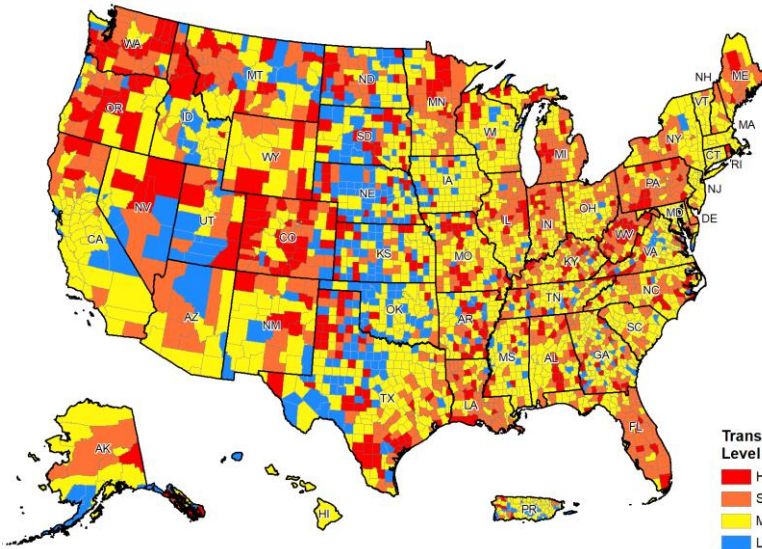 WA
MT
ND
MN
ME
NH
VT
OR
ID
SD
WI
NY
MA
WY
MI
CT
RI
IA
PA
NJ
NE
NV
OH
MD
DE
UT
IL
IN
CA
CO
WV
VA
KS
MO
KY
NC
TN
OK
AZ
NM
AR
SC
MS
AL
GA
TX
LA
FL
AK
HI
PR
Trans
Level
H
S
M
L